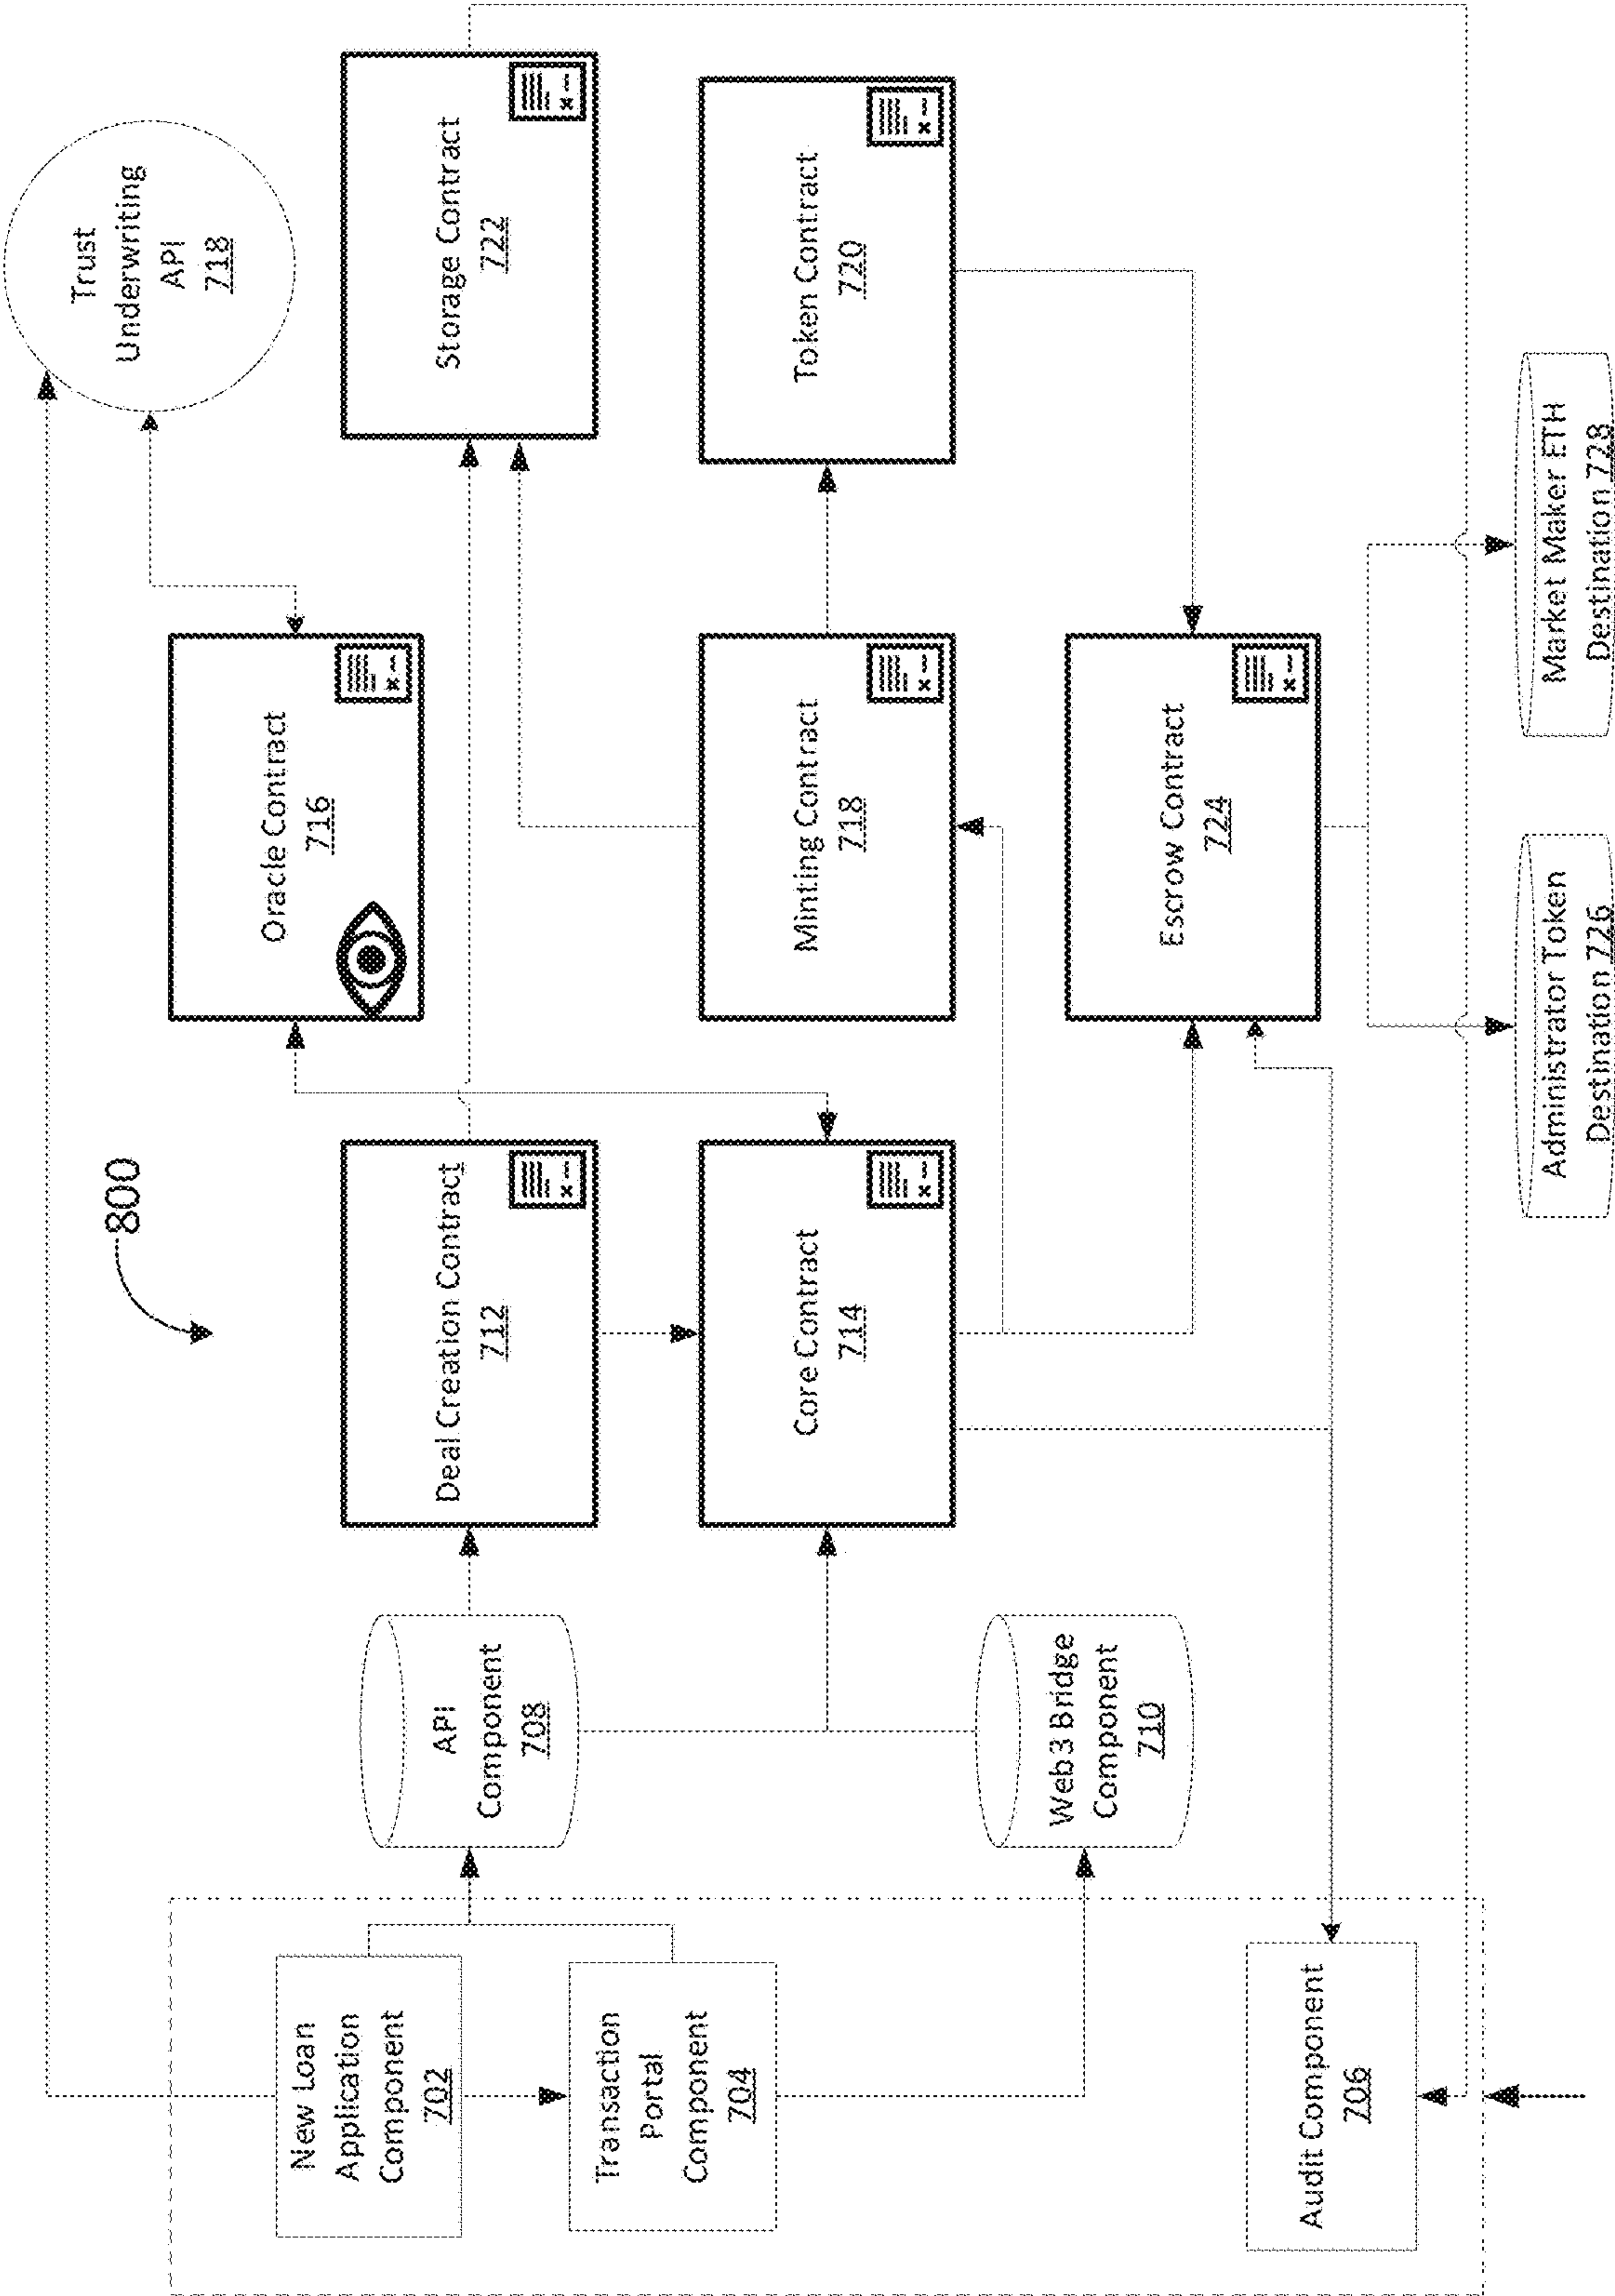 800
New Loan
Application
Component
702
Transaction
Portal
Component
704
Audit Component
706
API
Component
708
Web3 Bridge
Component
710
Deal Creation Contract
712
Core Contract
714
Oracle Contract
716
Minting Contract
718
Escrow Contract
724
Trust
Underwriting
API
718
Storage Contract
722
Token Contract
720
Administrator Token
Destination 726
Market Maker ETH
Destination 728